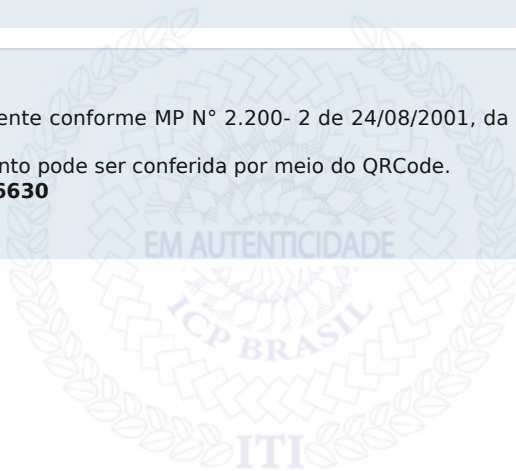 ente conforme MP N° 2.200- 2 de 24/08/2001, da
nto pode ser conferida por meio do QRCode.
6630
EM AUTENTICIDADE
ICP BRASIL
ITI